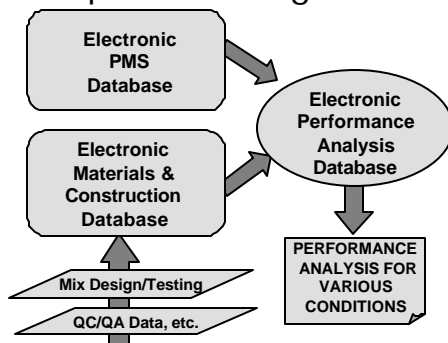 Electronic
PMS
Database
Electronic
Performance
Analysis
Database
Electronic
Materials &
Construction
Database
PERFORMANCE
ANALYSIS FOR
VARIOUS
CONDITIONS
Mix Design/Testing
QC/QA Data, etc.